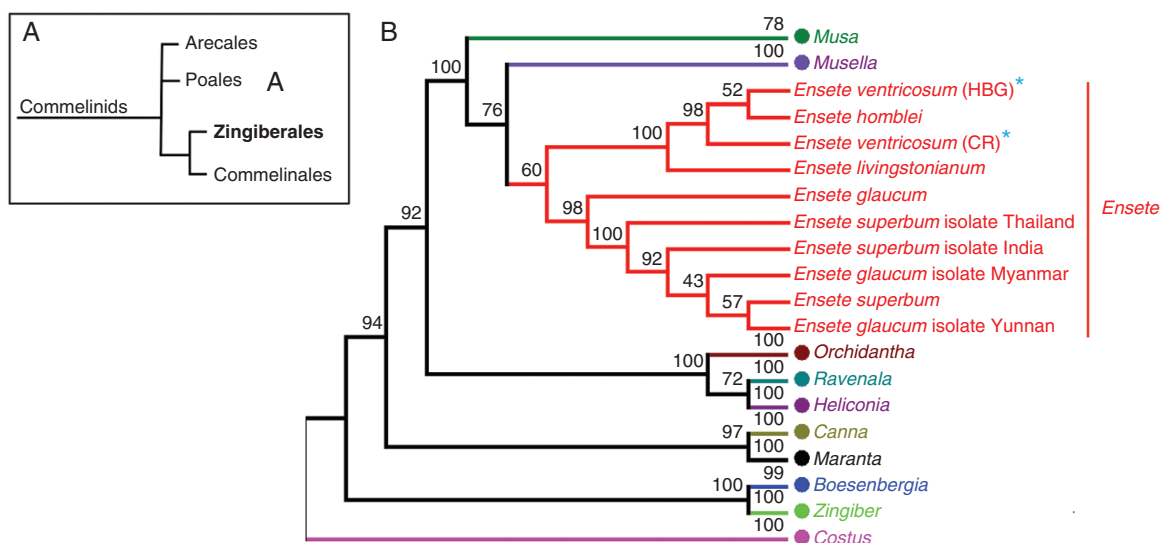 A
Arecales
Poales
A
Commelinids
Zingiberales
Commelinales
B
78
Musa
100
100
Musella
76
52
Ensete ventricosum (HBG)*
98
Ensete homblei
100
Ensete ventricosum (CR)*
60
Ensete livingstonianum
98
Ensete glaucum
Ensete
100
Ensete superbum isolate Thailand
92
92
Ensete superbum isolate India
43
Ensete glaucum isolate Myanmar
57
Ensete superbum
94
Ensete glaucum isolate Yunnan
100
100
Orchidantha
100
72
Ravenala
100
Heliconia
100
97
Canna
100
Maranta
99
100
Boesenbergia
100
Zingiber
100
Costus